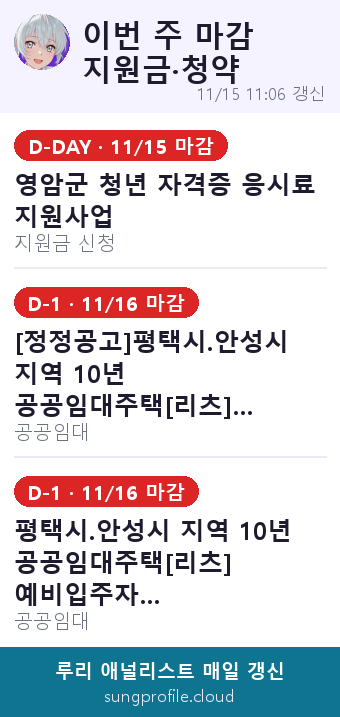 이번 주 마감
지원금·청약
11/15 11:06 갱신
D-DAY · 11/15 마감
영암군 청년 자격증 응시료
지원사업
지원금 신청
D-1 · 11/16 마감
[정정공고]평택시.안성시
지역 10년
공공임대주택[리츠]...
공공임대
D-1 · 11/16 마감
평택시.안성시 지역 10년
공공임대주택[리츠]
예비입주자...
공공임대
루리 애널리스트 매일 갱신
sungprofile.cloud